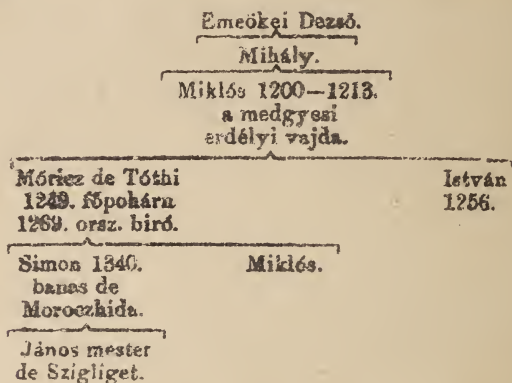 Emeőkei Dezső.
Mihály.
Miklós 1200—1213.
a medgyesi
erdélyi vajda.
Móricz de Tóthi
1249. főpohárn
1269. orsz. biró.
István
1256.
Simon 1340.
banus de
Moroczhida.
Miklós.
János mester
de Szigliget.